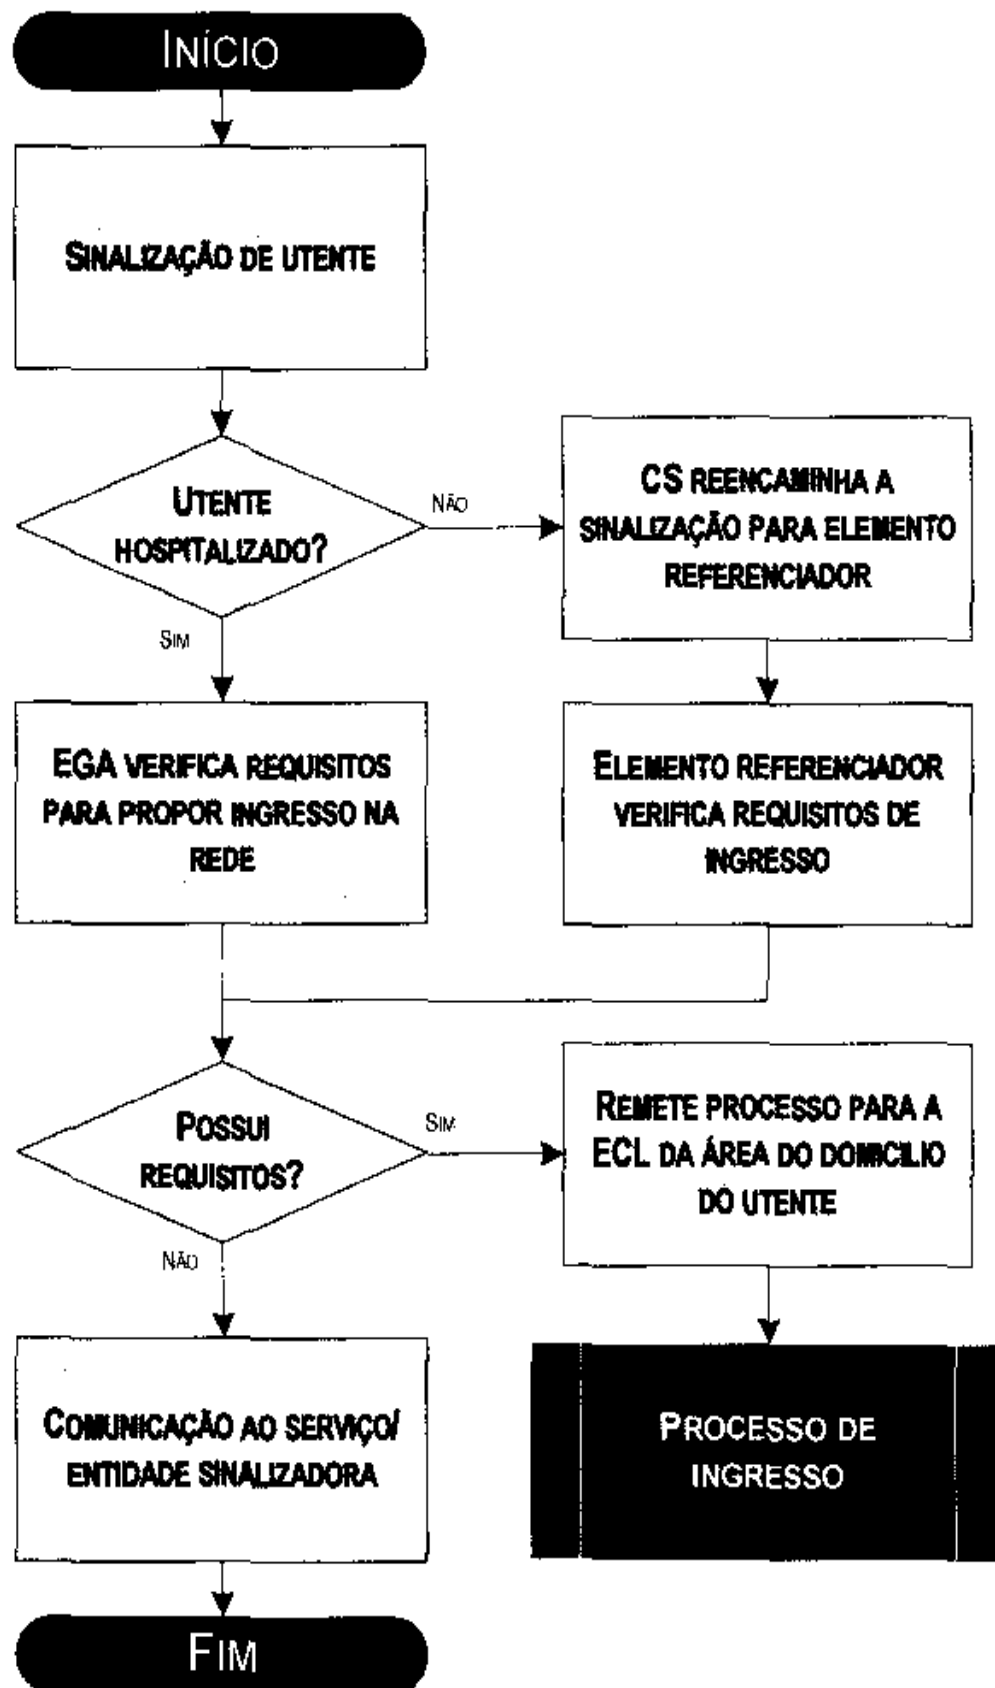 INÍCIO
SINALIZAÇÃO DE UTENTE
UTENTE
HOSPITALIZADO?
NÃO
CS REENCAMINHA A
SINALIZAÇÃO PARA ELEMENTO
REFERENCIADOR
SIM
EGA VERIFICA REQUISITOS
PARA PROPOR INGRESSO NA
REDE
ELEMENTO REFERENCIADOR
VERIFICA REQUISITOS DE
INGRESSO
POSSUI
REQUISITOS?
SIM
REMETE PROCESSO PARA A
ECL DA ÁREA DO DOMICILIO
DO UTENTE
NÃO
COMUNICAÇÃO AO SERVIÇO/
ENTIDADE SINALIZADORA
PROCESSO DE
INGRESSO
FIM